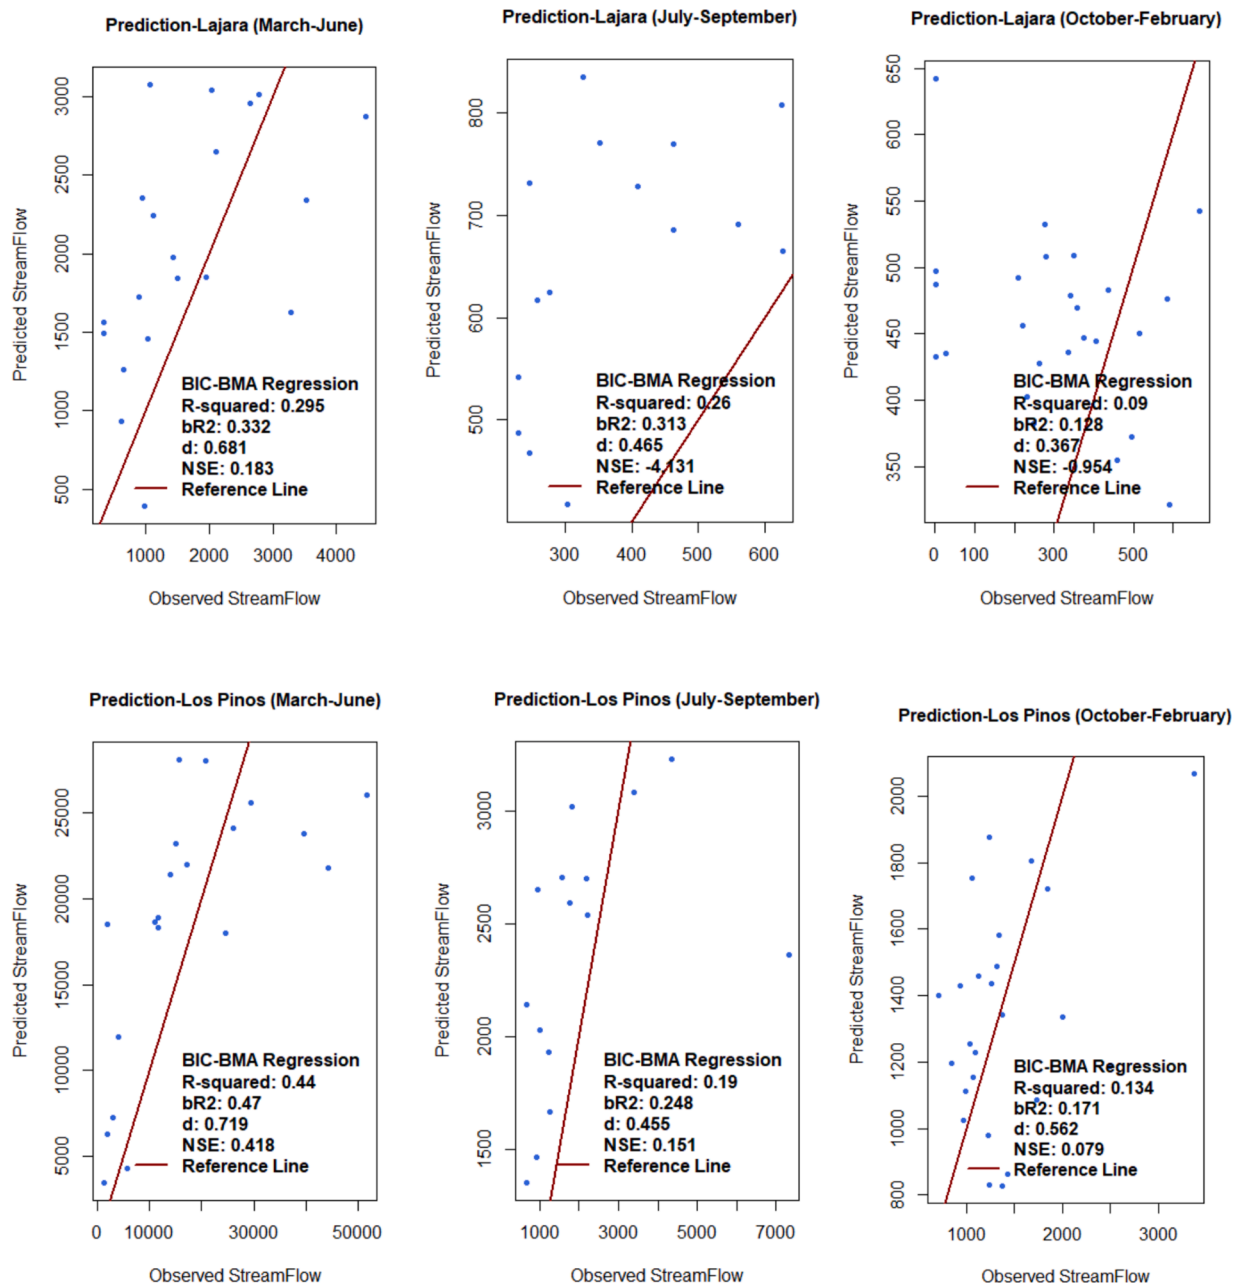 Prediction-Lajara (March-June)
Predicted StreamFlow
3000
2500
2000
1500
1000
500
BIC-BMA Regression
R-squared: 0.295
bR2: 0.332
d: 0.681
NSE: 0.183
Reference Line
1000 2000 3000 4000
Observed StreamFlow
Prediction-Lajara (July-September)
Predicted StreamFlow
800
700
600
500
BIC-BMA Regression
R-squared: 0.26
bR2: 0.313
d: 0.465
NSE: -4.131
Reference Line
300 400 500 600
Observed StreamFlow
Prediction-Lajara (October-February)
Predicted StreamFlow
650
600
550
500
450
400
350
BIC-BMA Regression
R-squared: 0.09
bR2: 0.128
d: 0.367
NSE: -0.954
Reference Line
0 100 300 500
Observed StreamFlow
Prediction-Los Pinos (March-June)
Predicted StreamFlow
25000
20000
15000
10000
5000
BIC-BMA Regression
R-squared: 0.44
bR2: 0.47
d: 0.719
NSE: 0.418
Reference Line
0 10000 30000 50000
Observed StreamFlow
Prediction-Los Pinos (July-September)
Predicted StreamFlow
3000
2500
2000
1500
BIC-BMA Regression
R-squared: 0.19
bR2: 0.248
d: 0.455
NSE: 0.151
Reference Line
1000 3000 5000 7000
Observed StreamFlow
Prediction-Los Pinos (October-February)
Predicted StreamFlow
2000
1800
1600
1400
1200
1000
800
BIC-BMA Regression
R-squared: 0.134
bR2: 0.171
d: 0.562
NSE: 0.079
Reference Line
1000 2000 3000
Observed StreamFlow